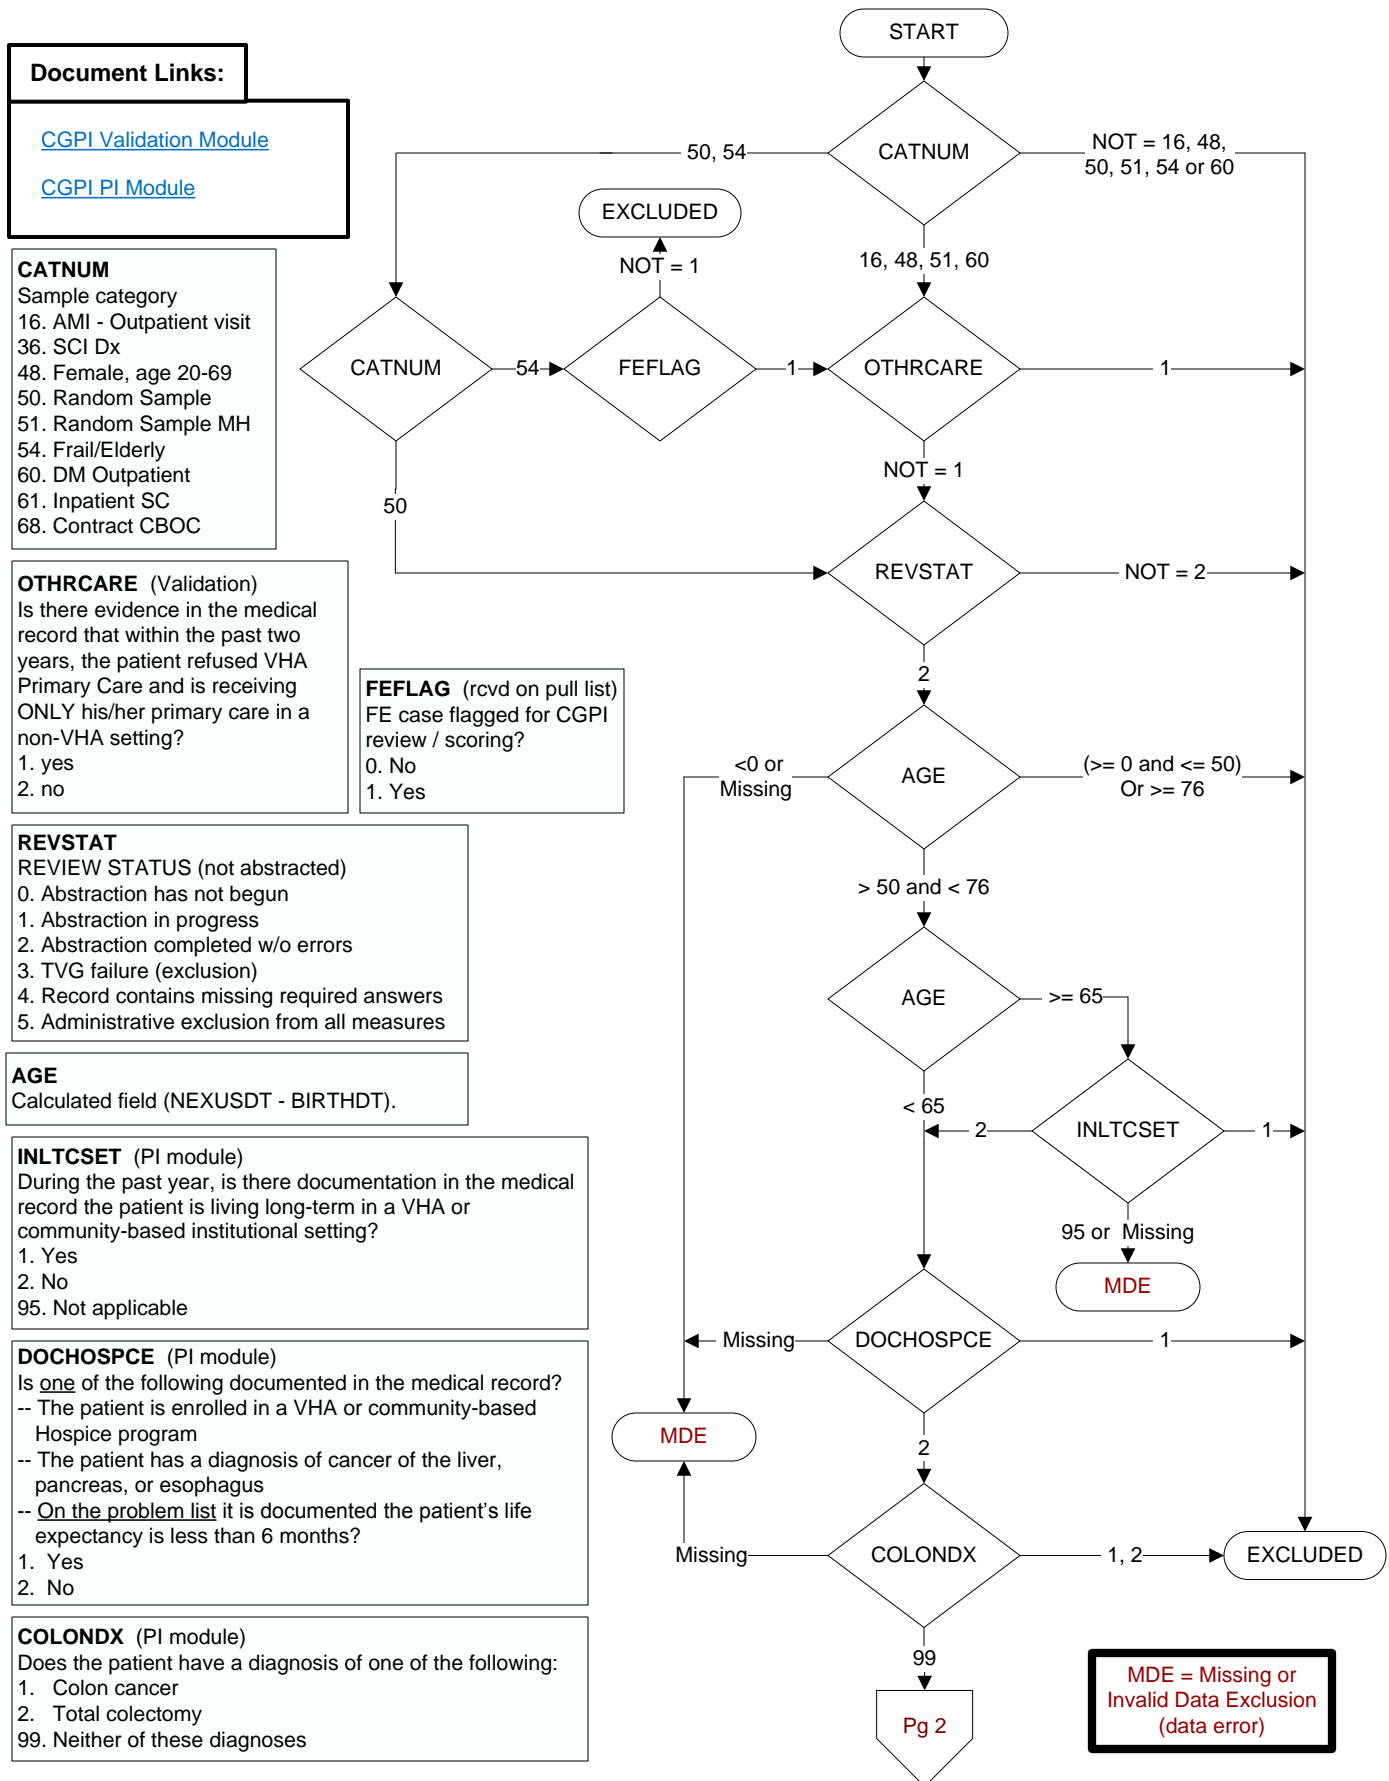 Document Links:
CGPI Validation Module
CGPI PI Module
CATNUM
Sample category
16. AMI - Outpatient visit
36. SCI Dx
48. Female, age 20-69
50. Random Sample
51. Random Sample MH
54. Frail/Elderly
60. DM Outpatient
61. Inpatient SC
68. Contract CBOC
OTHRCARE (Validation)
Is there evidence in the medical
record that within the past two
years, the patient refused VHA
Primary Care and is receiving
ONLY his/her primary care in a
non-VHA setting?
1. yes
2. no
FEFLAG (rcvd on pull list)
FE case flagged for CGPI
review / scoring?
0. No
1. Yes
REVSTAT
REVIEW STATUS (not abstracted)
0. Abstraction has not begun
1. Abstraction in progress
2. Abstraction completed w/o errors
3. TVG failure (exclusion)
4. Record contains missing required answers
5. Administrative exclusion from all measures
AGE
Calculated field (NEXUSDT - BIRTHDT).
INLTCSET (PI module)
During the past year, is there documentation in the medical
record the patient is living long-term in a VHA or
community-based institutional setting?
1. Yes
2. No
95. Not applicable
DOCHOSPCE (PI module)
Is one of the following documented in the medical record?
-- The patient is enrolled in a VHA or community-based
Hospice program
-- The patient has a diagnosis of cancer of the liver,
pancreas, or esophagus
-- On the problem list it is documented the patient's life
expectancy is less than 6 months?
1. Yes
2. No
COLONDX (PI module)
Does the patient have a diagnosis of one of the following:
1. Colon cancer
2. Total colectomy
99. Neither of these diagnoses
START
CATNUM
50, 54
NOT = 16, 48,
50, 51, 54 or 60
16, 48, 51, 60
EXCLUDED
NOT = 1
CATNUM
54
FEFLAG
1
OTHRCARE
1
NOT = 1
50
REVSTAT
NOT = 2
2
AGE
<0 or
Missing
(>= 0 and <= 50)
Or >= 76
> 50 and < 76
AGE
>= 65
< 65
2
INLTCSET
1
95 or Missing
MDE
Missing
DOCHOSPCE
1
MDE
2
Missing
COLONDX
1, 2
EXCLUDED
99
Pg 2
MDE = Missing or
Invalid Data Exclusion
(data error)